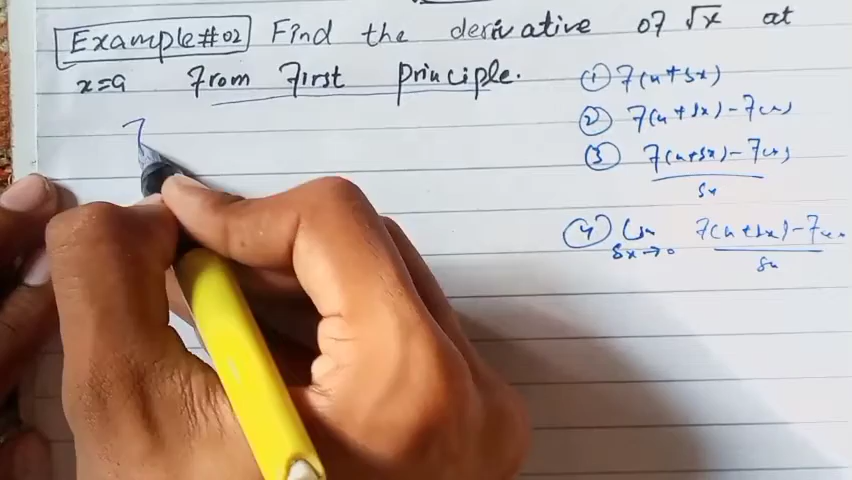 Example#02 Find the derivative of √x at
x=a From First Principle.
① f(x+δx)
② f(x+δx)-f(x)
③ f(x+δx)-f(x)
δx
④ Lim f(x+δx)-f(x)
δx→0 δx